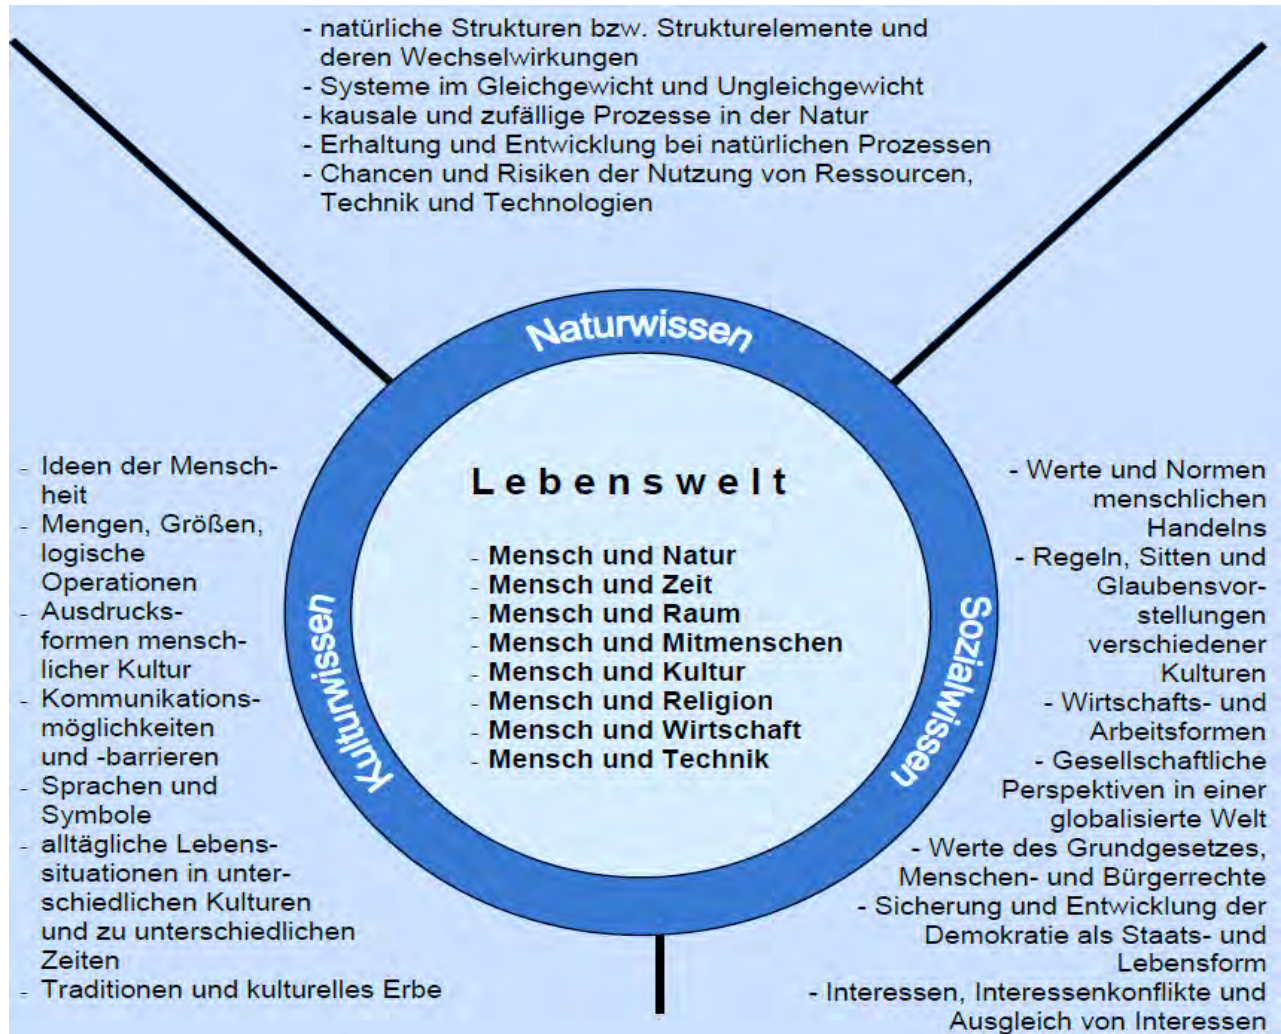 - natürliche Strukturen bzw. Strukturelemente und
deren Wechselwirkungen
- Systeme im Gleichgewicht und Ungleichgewicht
- kausale und zufällige Prozesse in der Natur
- Erhaltung und Entwicklung bei natürlichen Prozessen
- Chancen und Risiken der Nutzung von Ressourcen,
Technik und Technologien
Naturwissen
Lebenswelt
- Mensch und Natur
- Mensch und Zeit
- Mensch und Raum
- Mensch und Mitmenschen
- Mensch und Kultur
- Mensch und Religion
- Mensch und Wirtschaft
- Mensch und Technik
Kulturwissen
- Ideen der Mensch-
heit
- Mengen, Größen,
logische
Operationen
- Ausdrucks-
formen mensch-
licher Kultur
- Kommunikations-
möglichkeiten
und -barrieren
- Sprachen und
Symbole
- alltägliche Lebens-
situationen in unter-
schiedlichen Kulturen
und zu unterschiedlichen
Zeiten
- Traditionen und kulturelles Erbe
Sozialwissen
- Werte und Normen
menschlichen
Handelns
- Regeln, Sitten und
Glaubensvor-
stellungen
verschiedener
Kulturen
- Wirtschafts- und
Arbeitsformen
- Gesellschaftliche
Perspektiven in einer
globalisierte Welt
- Werte des Grundgesetzes,
Menschen- und Bürgerrechte
- Sicherung und Entwicklung der
Demokratie als Staats- und
Lebensform
- Interessen, Interessenkonflikte und
Ausgleich von Interessen